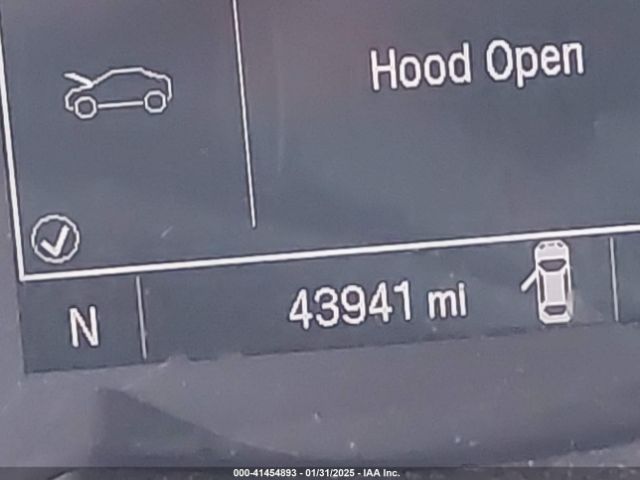 Hood Open
N
43941 mi
000-41454893 - 01/31/2025 - IAA Inc.